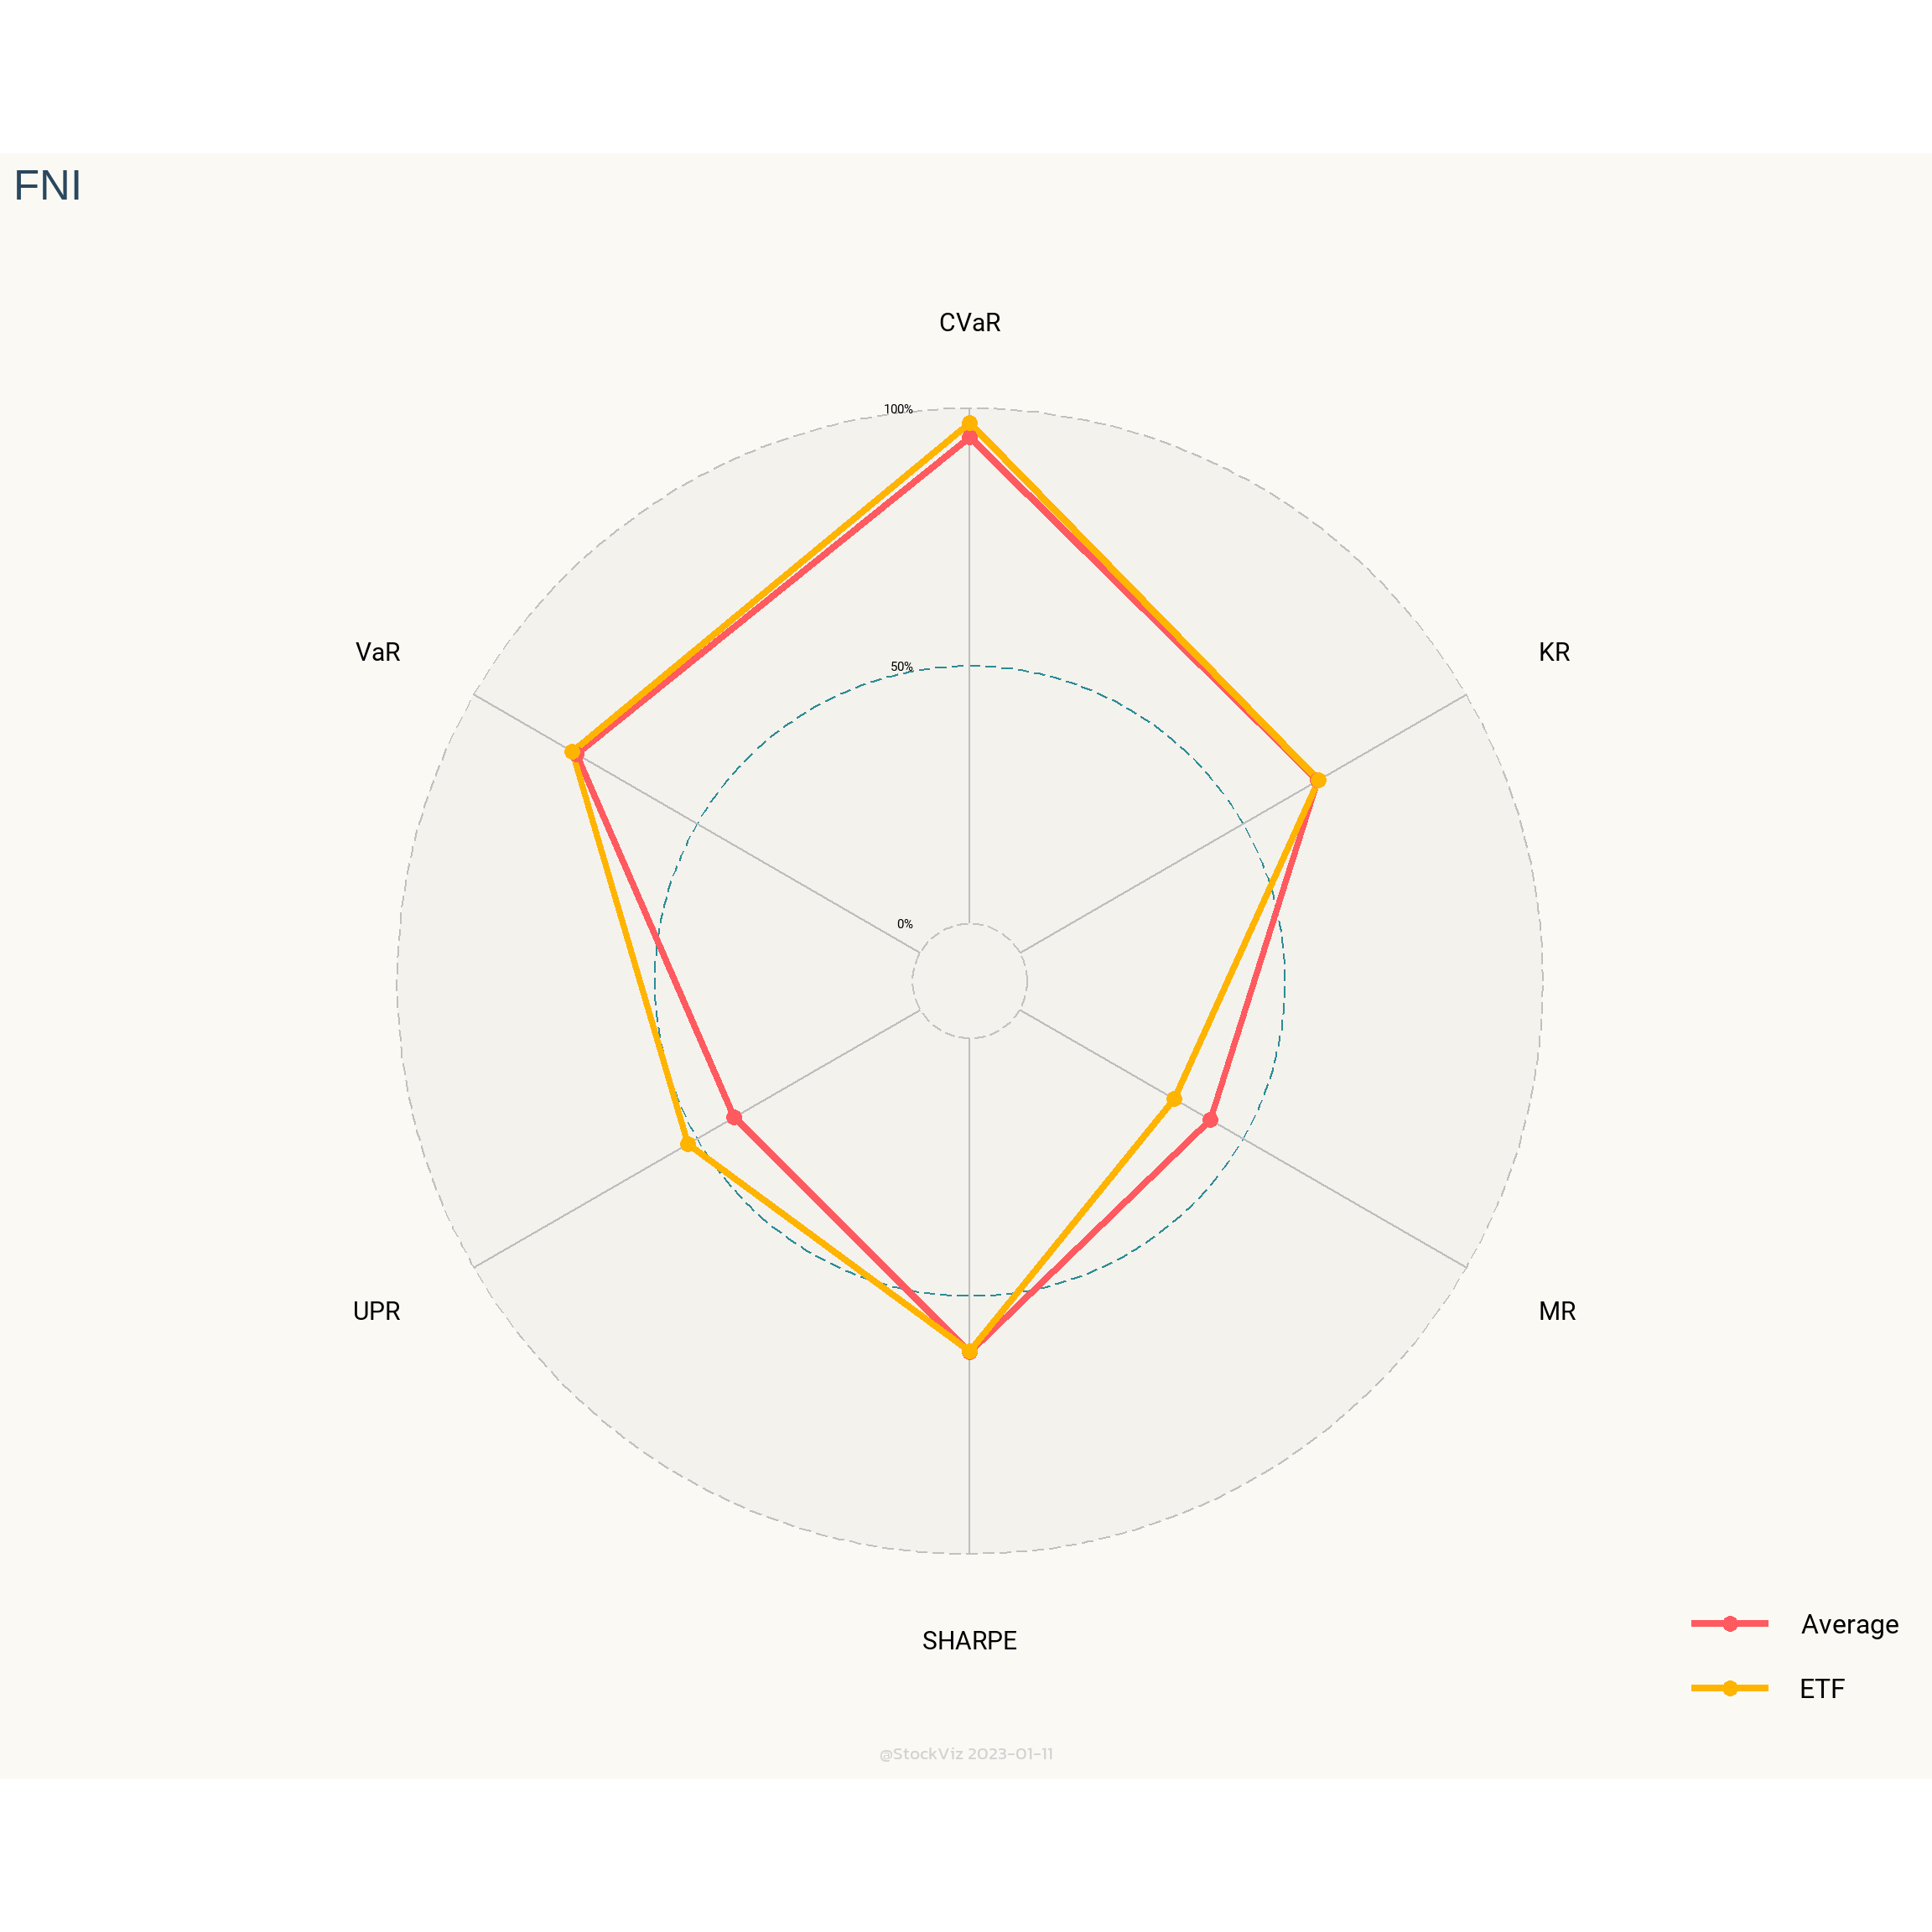 FNI
CVaR
100%
KR
VaR
50%
0%
UPR
MR
SHARPE
Average
ETF
@StockViz 2023-01-11